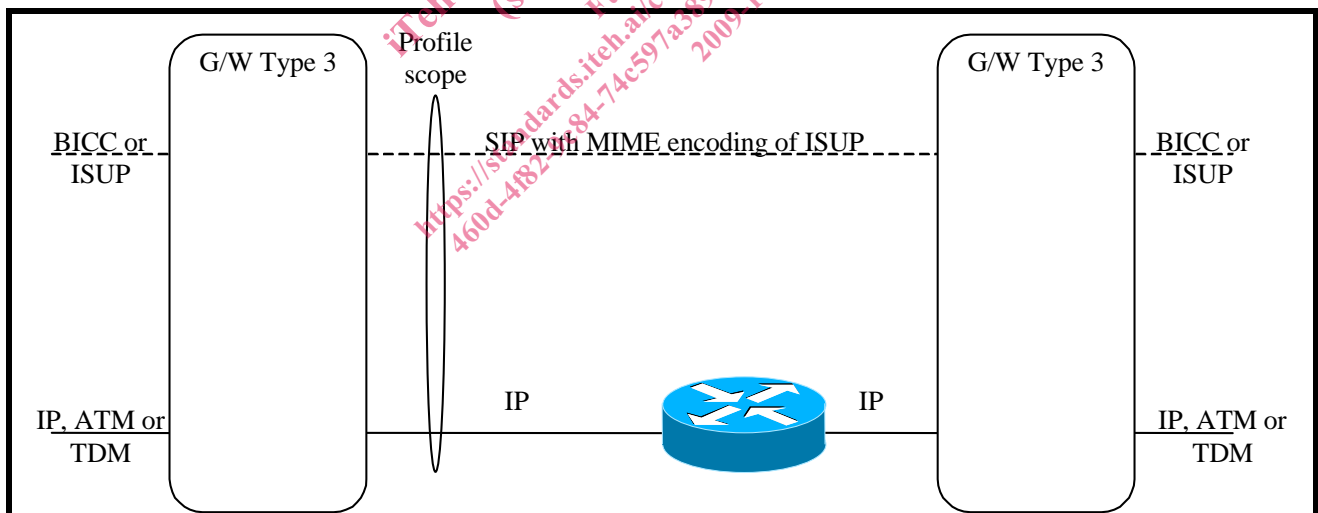 G/W Type 3
Profile
scope
G/W Type 3
BICC or
ISUP
SIP with MIME encoding of ISUP
BICC or
ISUP
IP, ATM or
TDM
IP
IP
IP, ATM or
TDM